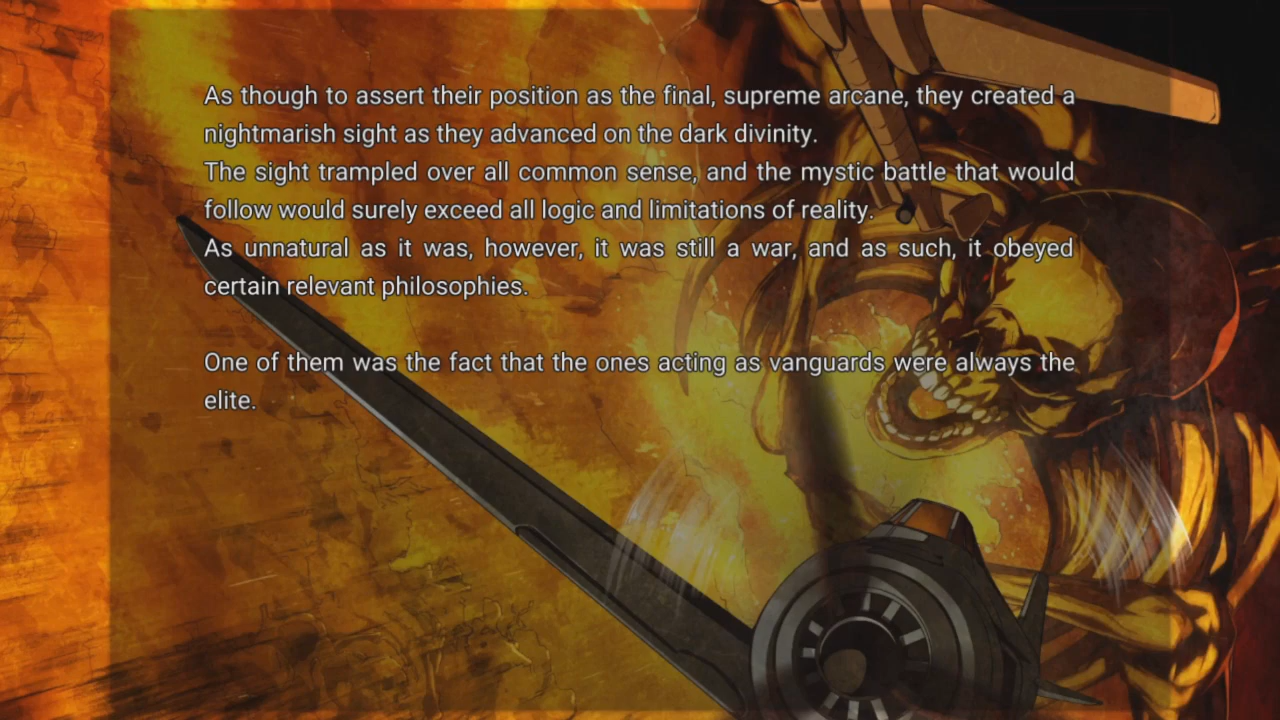 As though to assert their position as the final, supreme arcane, they created a
nightmarish sight as they advanced on the dark divinity.
The sight trampled over all common sense, and the mystic battle that would
follow would surely exceed all logic and limitations of reality.
As unnatural as it was, however, it was still a war, and as such, it obeyed
certain relevant philosophies.
One of them was the fact that the ones acting as vanguards were always the
elite.